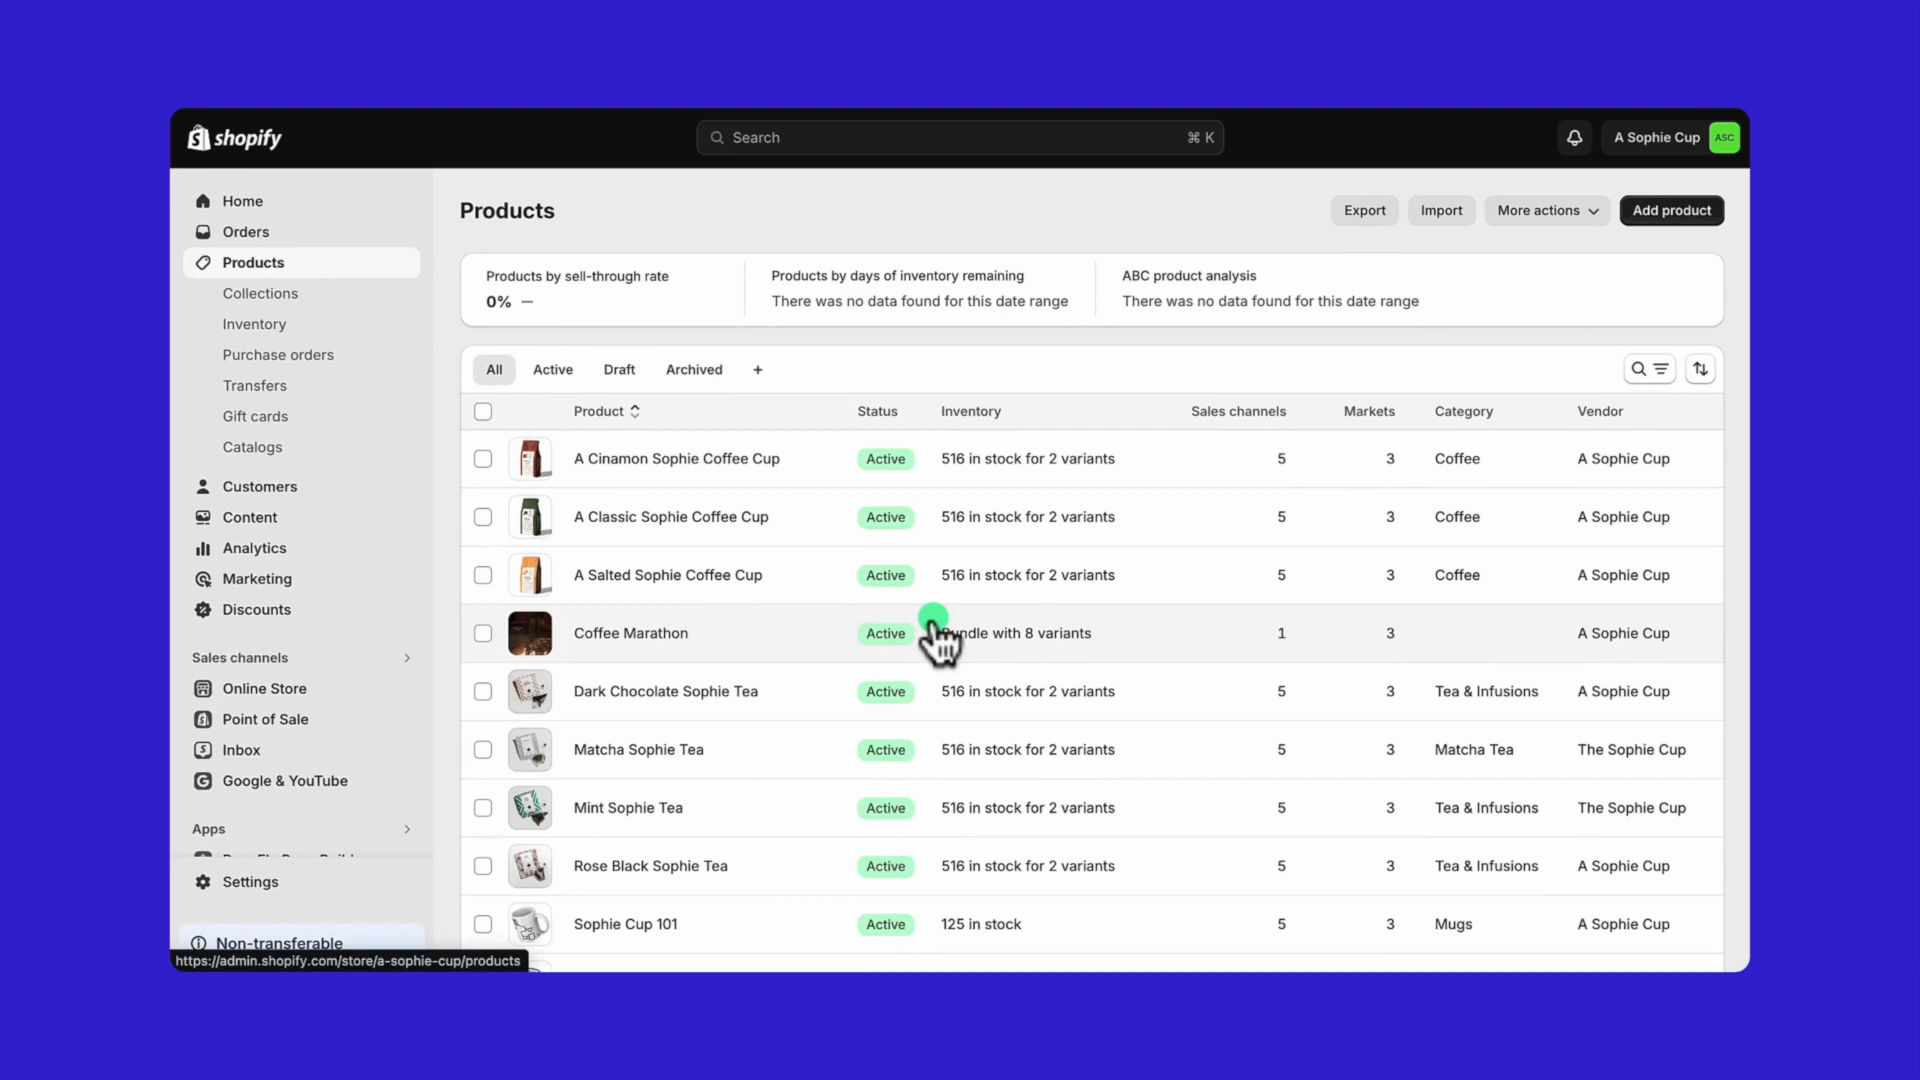 shopify
Search
⌘ K
A Sophie Cup
ASC
Home
Orders
Products
Collections
Inventory
Purchase orders
Transfers
Gift cards
Catalogs
Customers
Content
Analytics
Marketing
Discounts
Sales channels
Online Store
Point of Sale
Inbox
Google & YouTube
Apps
Settings
Non-transferable
https://admin.shopify.com/store/a-sophie-cup/products
Products
Export
Import
More actions
Add product
Products by sell-through rate
0% —
Products by days of inventory remaining
There was no data found for this date range
ABC product analysis
There was no data found for this date range
All Active Draft Archived +
Product Status Inventory Sales channels Markets Category Vendor
A Cinamon Sophie Coffee Cup Active 516 in stock for 2 variants 5 3 Coffee A Sophie Cup
A Classic Sophie Coffee Cup Active 516 in stock for 2 variants 5 3 Coffee A Sophie Cup
A Salted Sophie Coffee Cup Active 516 in stock for 2 variants 5 3 Coffee A Sophie Cup
Coffee Marathon Active Bundle with 8 variants 1 3 A Sophie Cup
Dark Chocolate Sophie Tea Active 516 in stock for 2 variants 5 3 Tea & Infusions A Sophie Cup
Matcha Sophie Tea Active 516 in stock for 2 variants 5 3 Matcha Tea The Sophie Cup
Mint Sophie Tea Active 516 in stock for 2 variants 5 3 Tea & Infusions The Sophie Cup
Rose Black Sophie Tea Active 516 in stock for 2 variants 5 3 Tea & Infusions A Sophie Cup
Sophie Cup 101 Active 125 in stock 5 3 Mugs A Sophie Cup